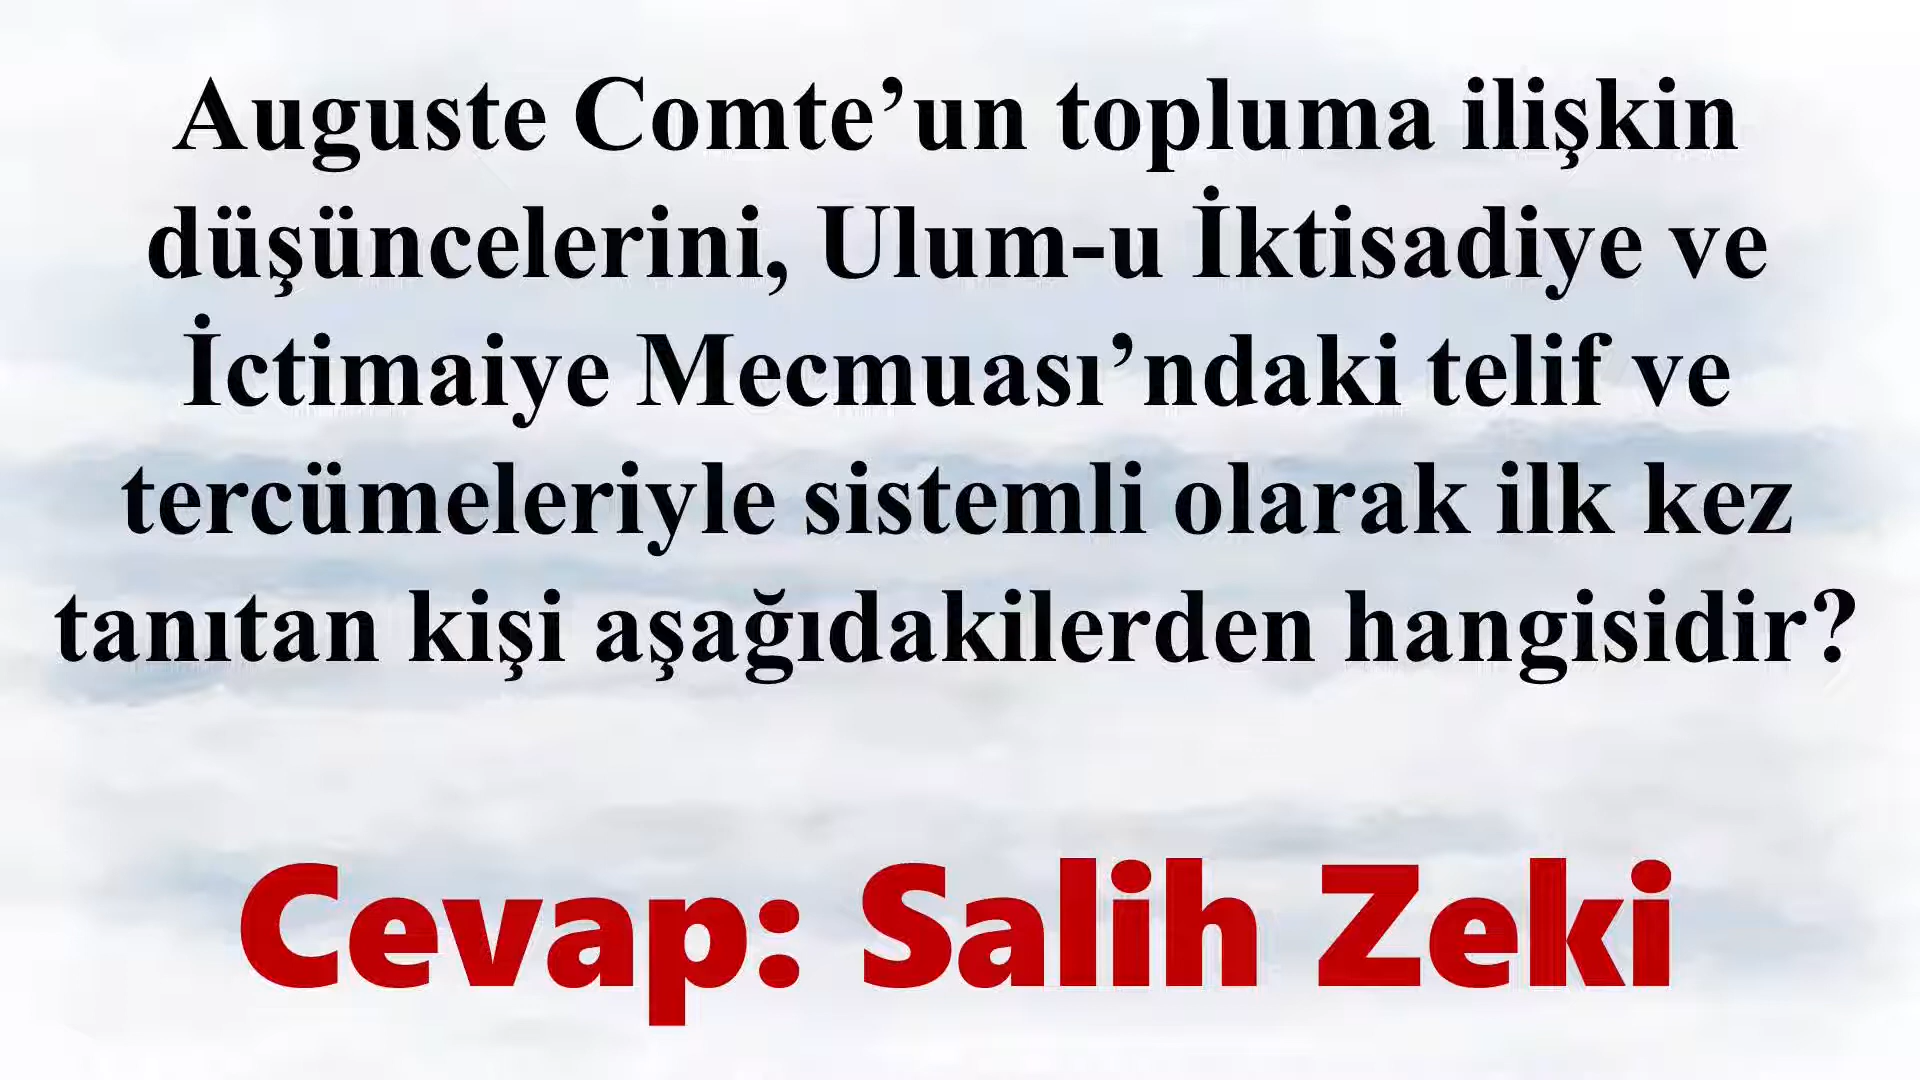 Auguste Comte’un topluma ilişkin
düşüncelerini, Ulum-u İktisadiye ve
İctimaiye Mecmuası’ndaki telif ve
tercümeleriyle sistemli olarak ilk kez
tanıtan kişi aşağıdakilerden hangisidir?
Cevap: Salih Zeki